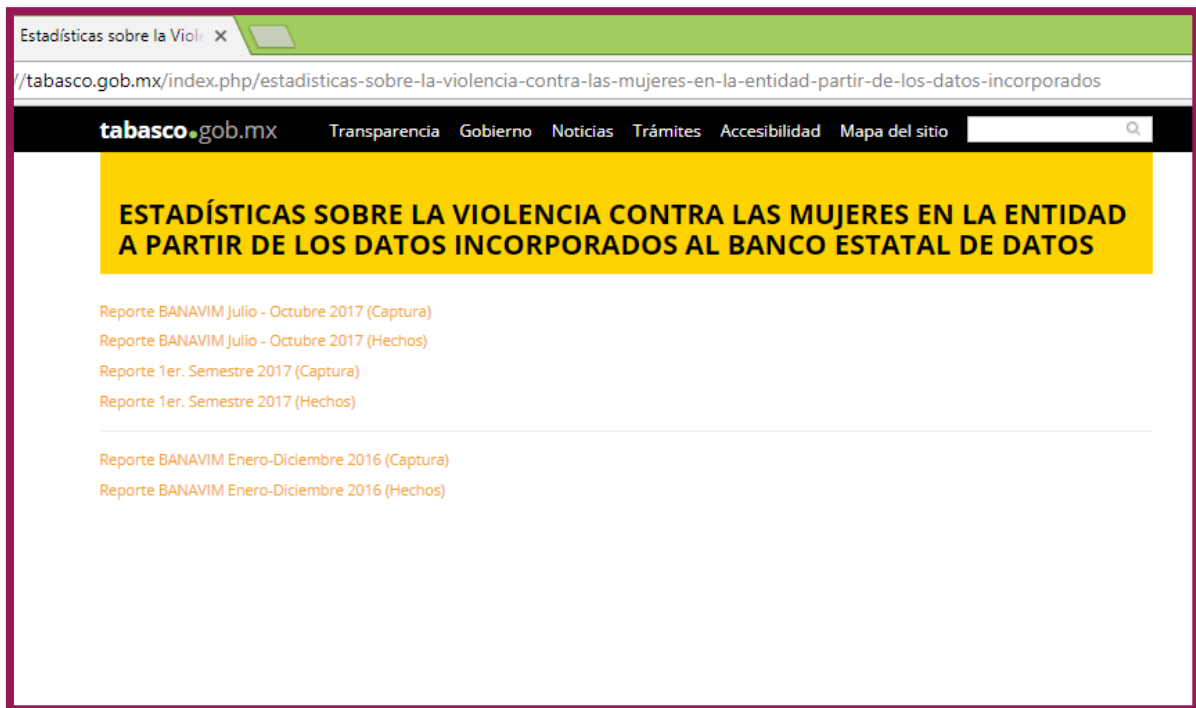 Estadísticas sobre la Viole
//tabasco.gob.mx/index.php/estadisticas-sobre-la-violencia-contra-las-mujeres-en-la-entidad-partir-de-los-datos-incorporados
tabasco.gob.mx Transparencia Gobierno Noticias Trámites Accesibilidad Mapa del sitio
ESTADÍSTICAS SOBRE LA VIOLENCIA CONTRA LAS MUJERES EN LA ENTIDAD
A PARTIR DE LOS DATOS INCORPORADOS AL BANCO ESTATAL DE DATOS
Reporte BANAVIM Julio - Octubre 2017 (Captura)
Reporte BANAVIM Julio - Octubre 2017 (Hechos)
Reporte 1er. Semestre 2017 (Captura)
Reporte 1er. Semestre 2017 (Hechos)
Reporte BANAVIM Enero-Diciembre 2016 (Captura)
Reporte BANAVIM Enero-Diciembre 2016 (Hechos)